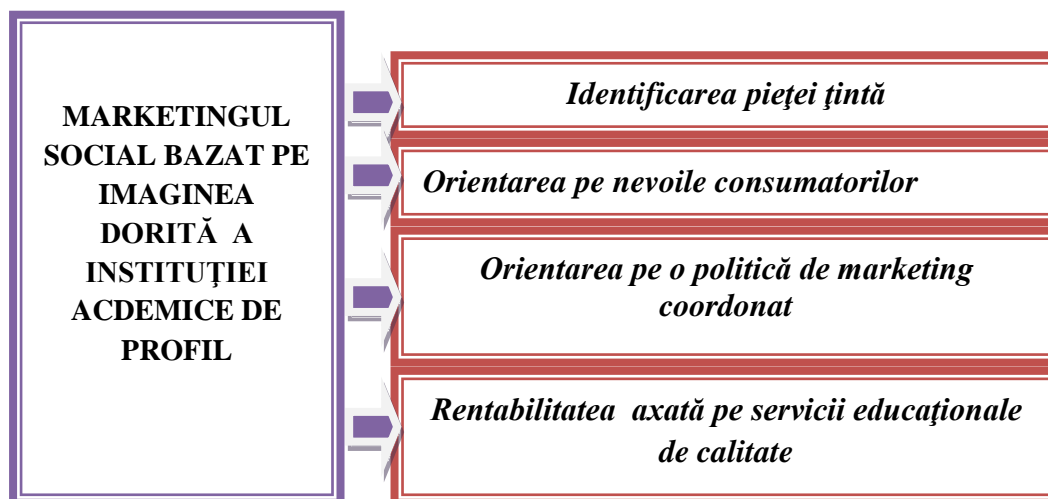 MARKETINGUL
SOCIAL BAZAT PE
IMAGINEA
DORITĂ A
INSTITUŢIEI
ACDEMICE DE
PROFIL
Identificarea pieţei ţintă
Orientarea pe nevoile consumatorilor
Orientarea pe o politică de marketing
coordonat
Rentabilitatea axată pe servicii educaţionale
de calitate